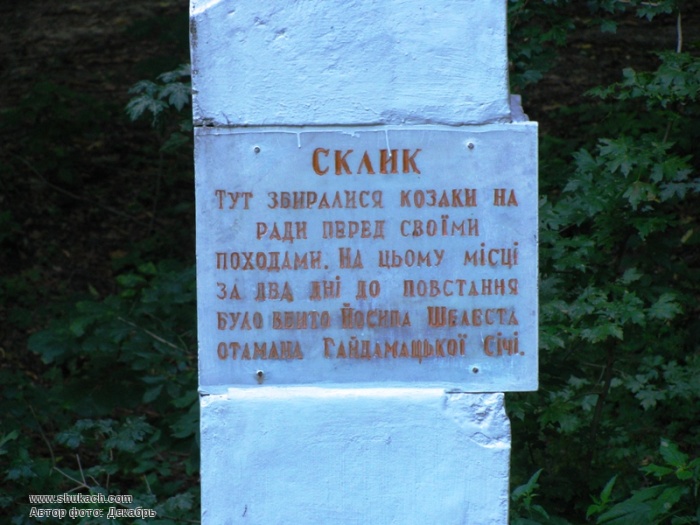 СКЛИК
ТУТ ЗБИРАЛИСЯ КОЗАКИ НА
РАДИ ПЕРЕД СВОЇМИ
ПОХОДАМИ. НА ЦЬОМУ МІСЦІ
ЗА ДВА ДНІ ДО ПОВСТАННЯ
БУЛО ВБИТО ЙОСИПА ШЕЛЕСТА
ОТАМАНА ГАЙДАМАЦЬКОЇ СІЧІ.
www.shukach.com
Автор фото: Декабрь